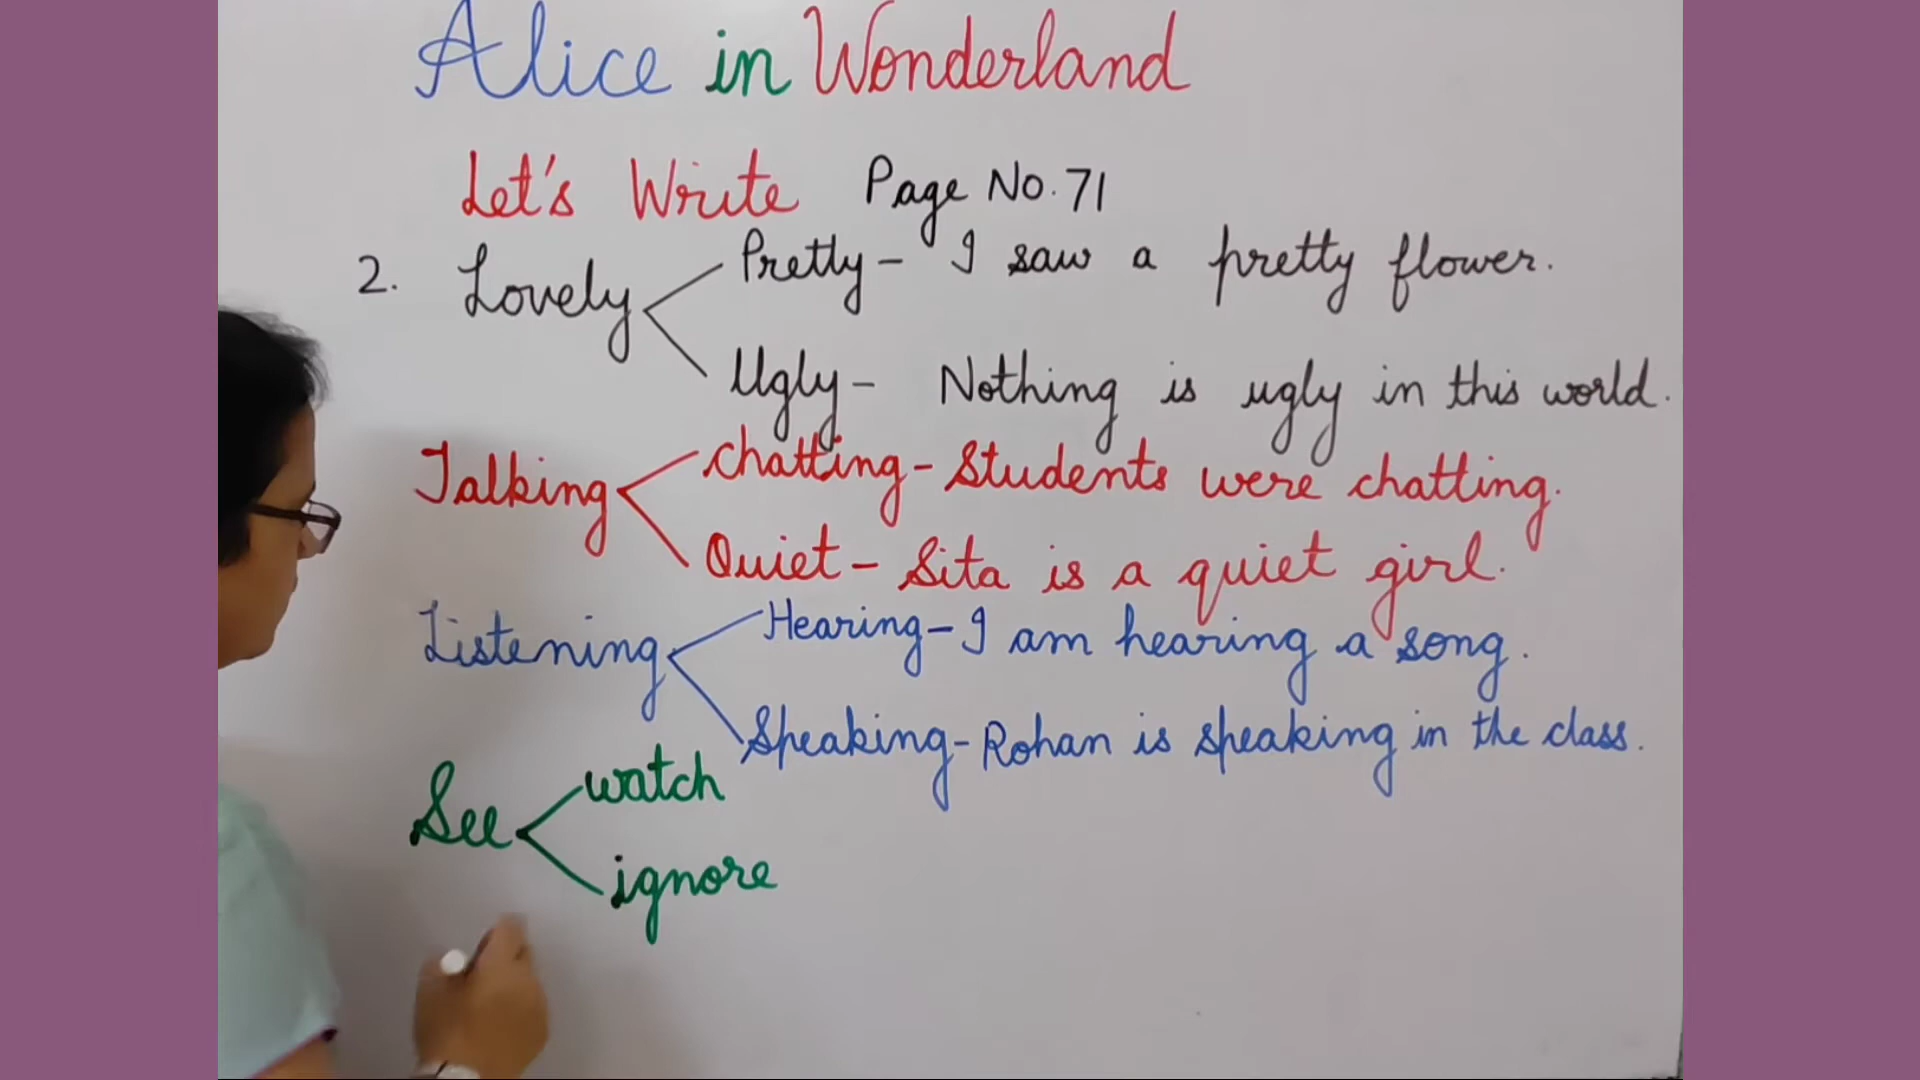 Alice in Wonderland
Let's Write Page No. 71
2. Lovely Pretty - I saw a pretty flower.
Ugly - Nothing is ugly in this world.
Talking chatting - Students were chatting.
Quiet - Sita is a quiet girl.
Listening Hearing - I am hearing a song.
Speaking - Rohan is speaking in the class.
See watch
ignore